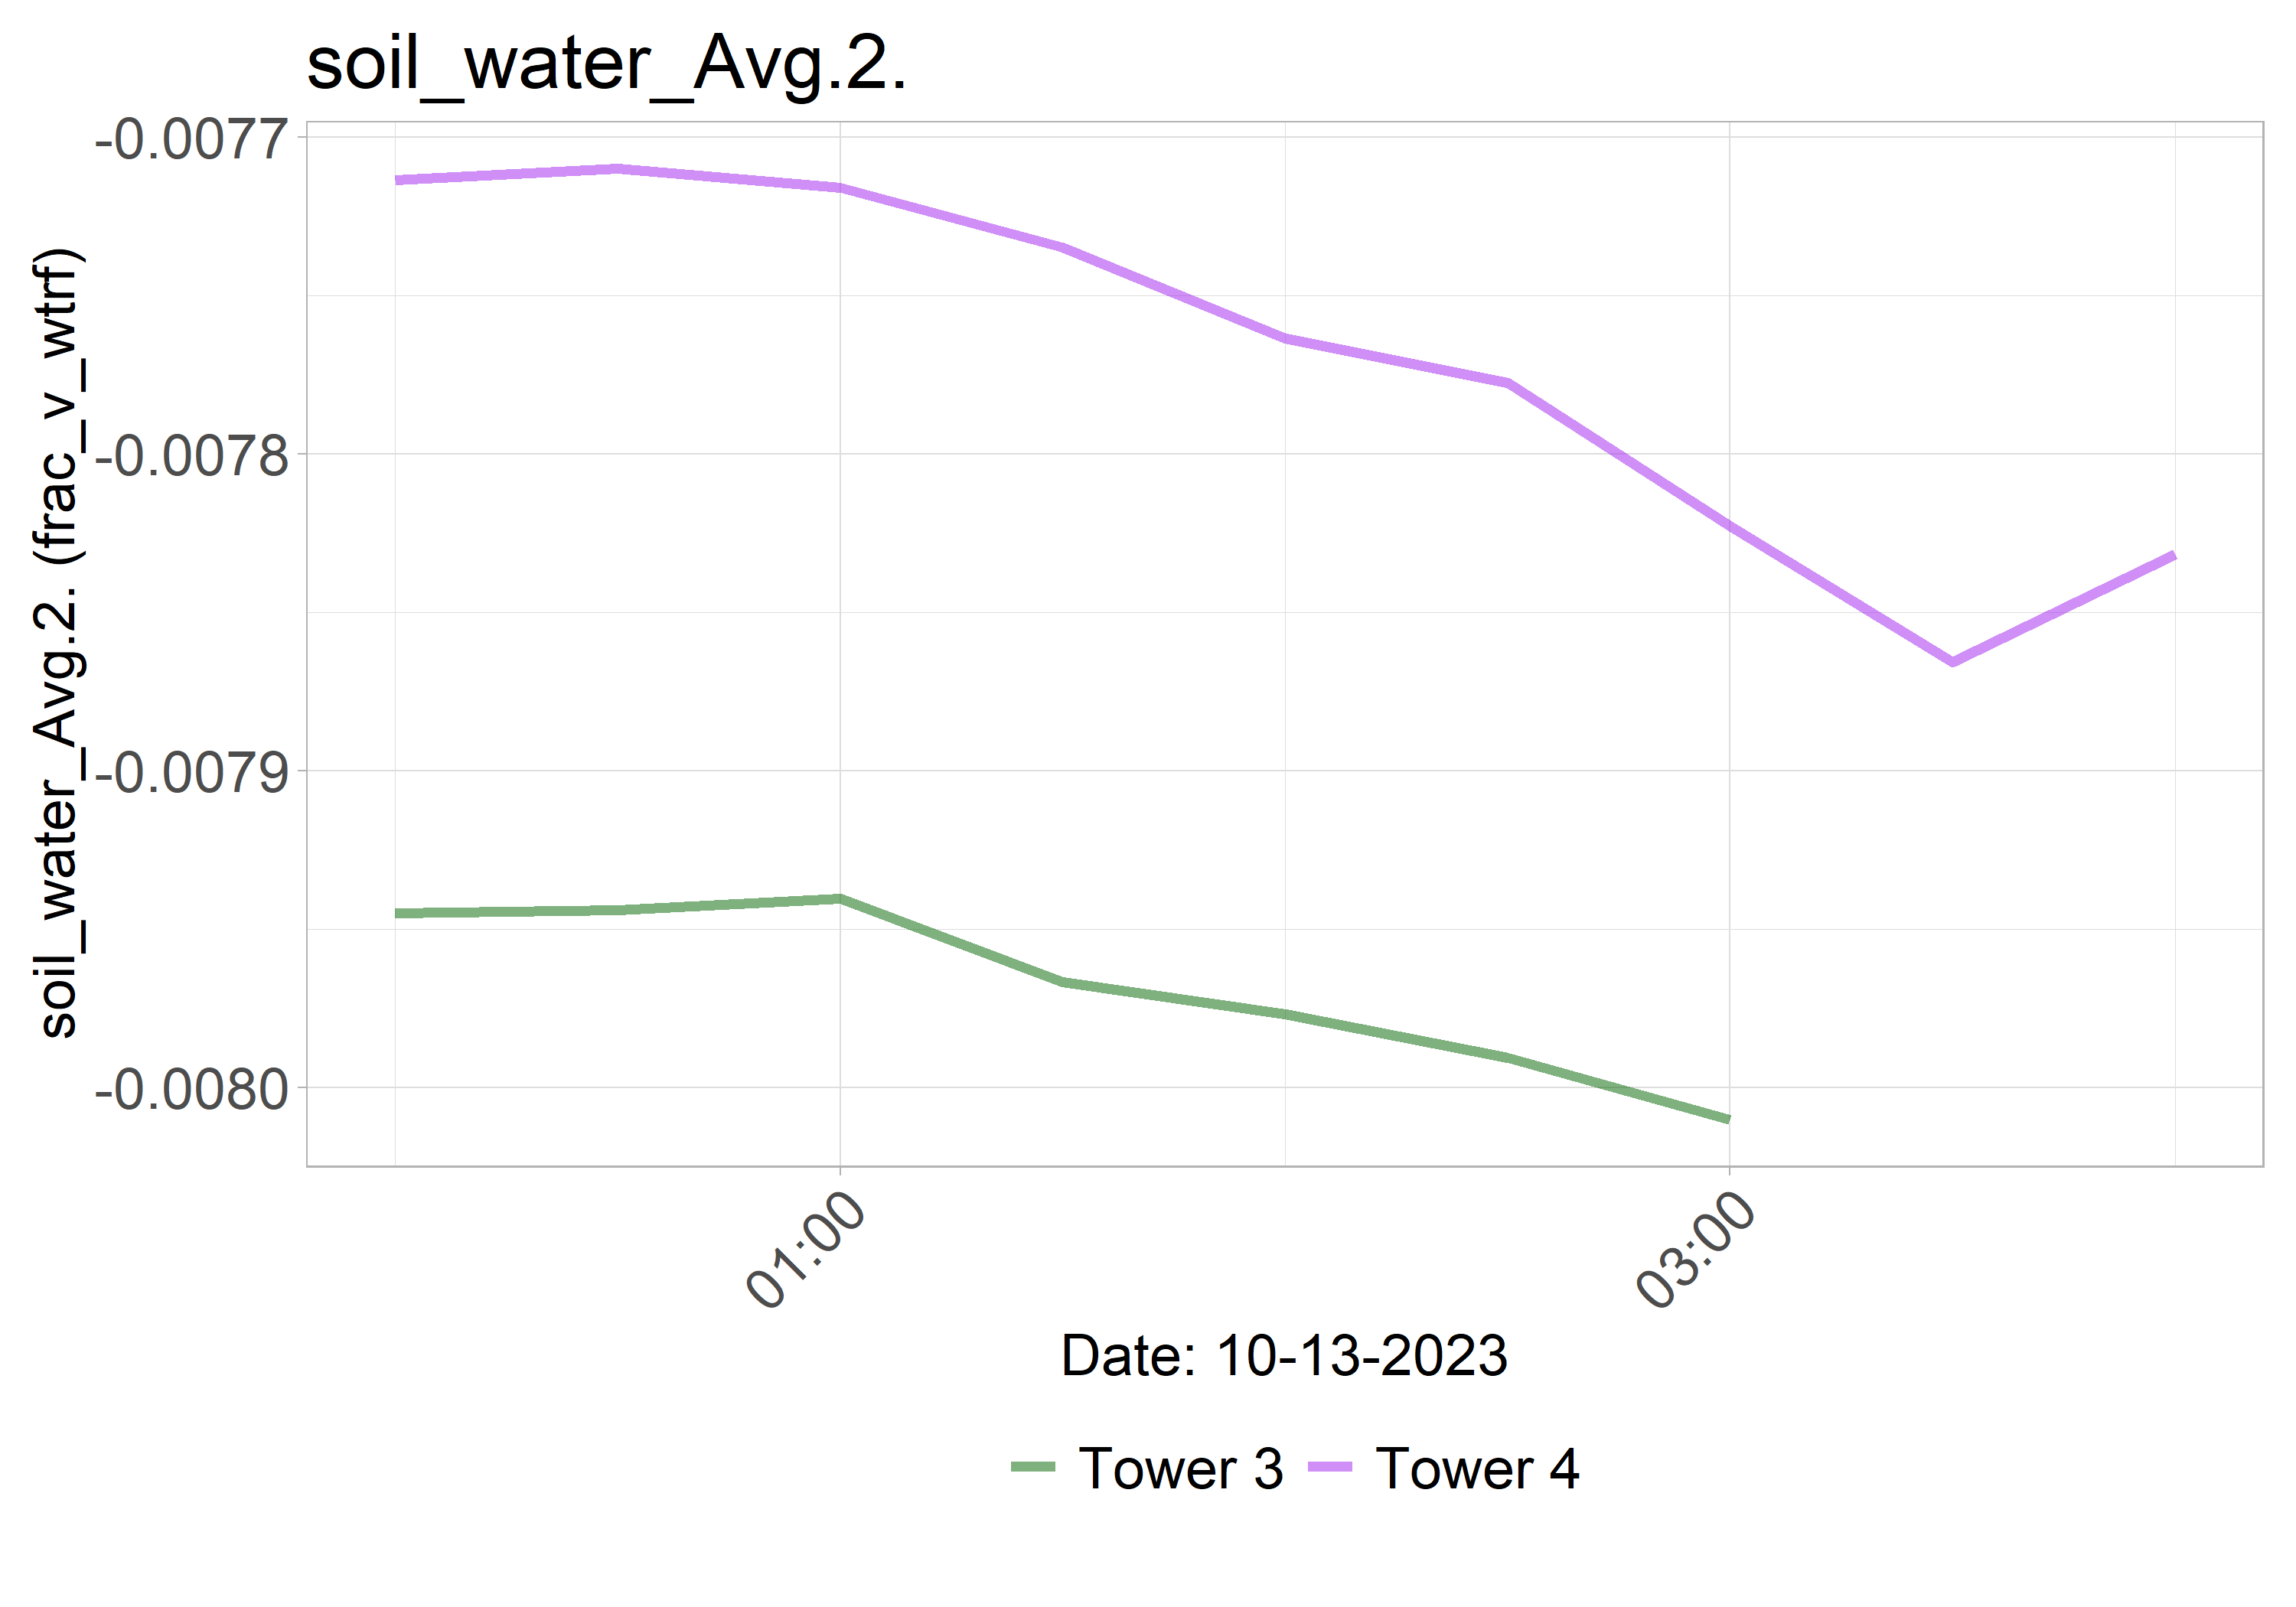 soil_water_Avg.2.
soil_water_Avg.2. (frac_v_wtrf)
-0.0077
-0.0078
-0.0079
-0.0080
01:00
03:00
Date: 10-13-2023
Tower 3
Tower 4